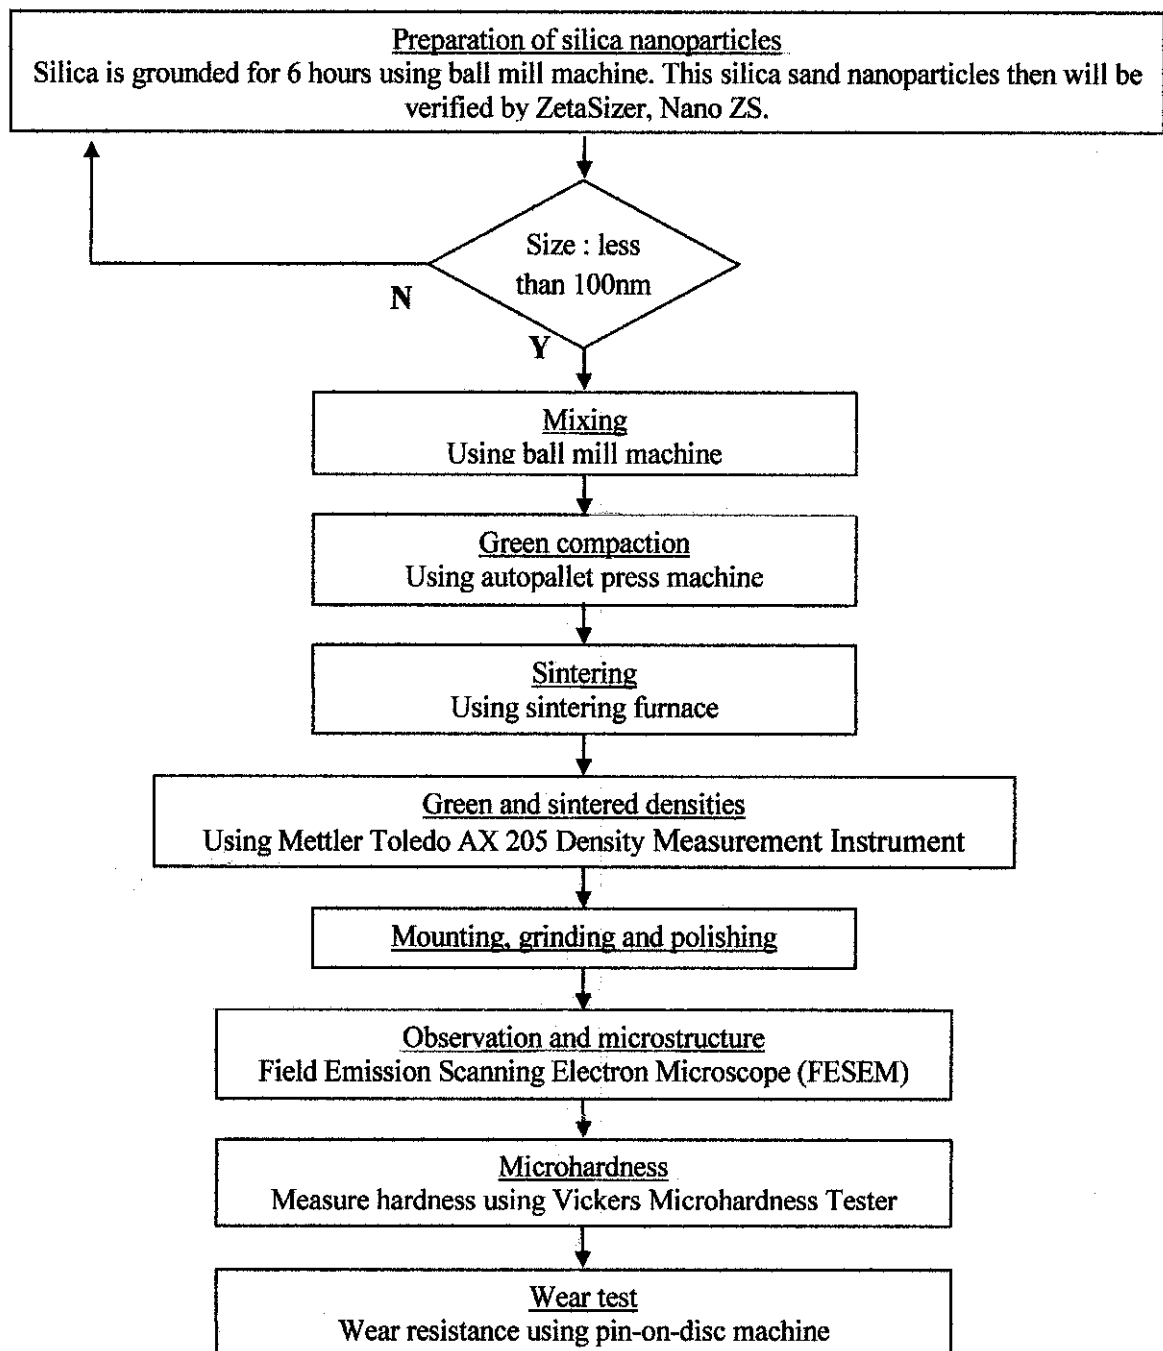 Preparation of silica nanoparticles
Silica is grounded for 6 hours using ball mill machine. This silica sand nanoparticles then will be
verified by ZetaSizer, Nano ZS.
Size : less
than 100nm
N
Y
Mixing
Using ball mill machine
Green compaction
Using autopallet press machine
Sintering
Using sintering furnace
Green and sintered densities
Using Mettler Toledo AX 205 Density Measurement Instrument
Mounting, grinding and polishing
Observation and microstructure
Field Emission Scanning Electron Microscope (FESEM)
Microhardness
Measure hardness using Vickers Microhardness Tester
Wear test
Wear resistance using pin-on-disc machine